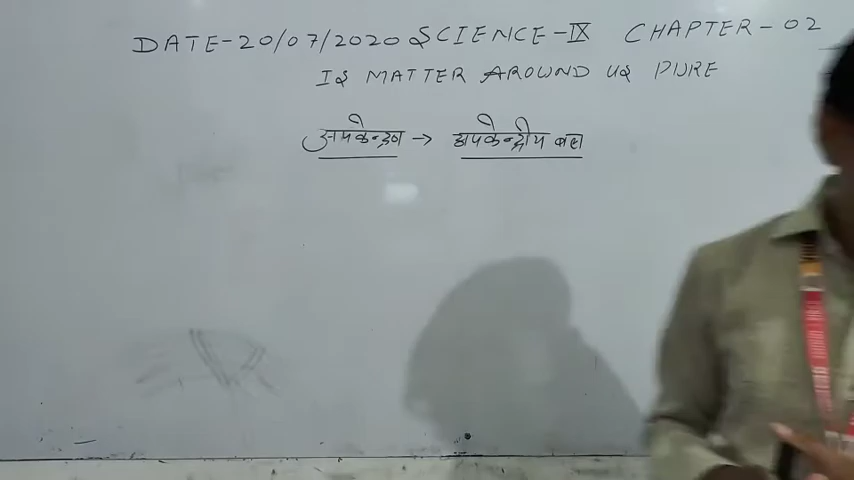 DATE-20/07/2020 SCIENCE-IX CHAPTER-02
IS MATTER AROUND US PURE
अपकेन्द्रण → अपकेन्द्रीय बल